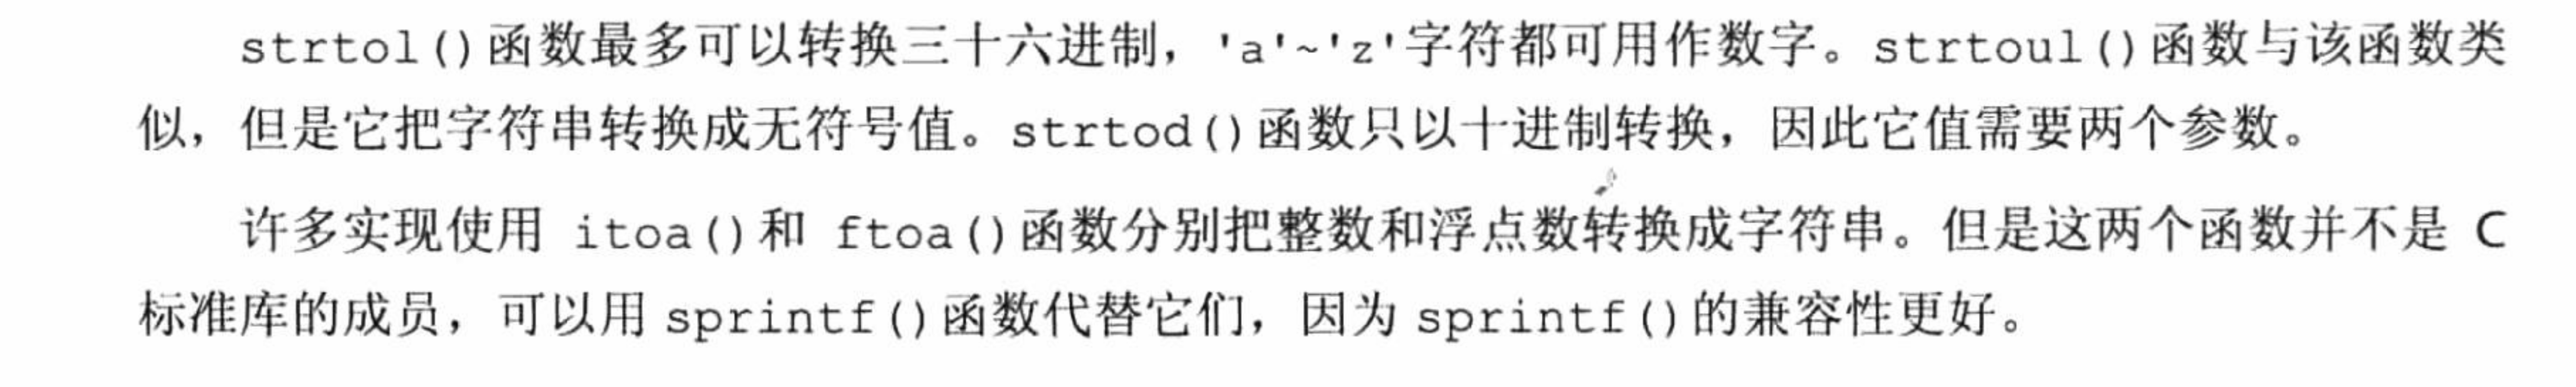 strtol()函数最多可以转换三十六进制，'a'~'z'字符都可用作数字。strtoul()函数与该函数类
似，但是它把字符串转换成无符号值。strtod()函数只以十进制转换，因此它值需要两个参数。
许多实现使用 itoa()和 ftoa()函数分别把整数和浮点数转换成字符串。但是这两个函数并不是 C
标准库的成员，可以用 sprintf()函数代替它们，因为 sprintf()的兼容性更好。